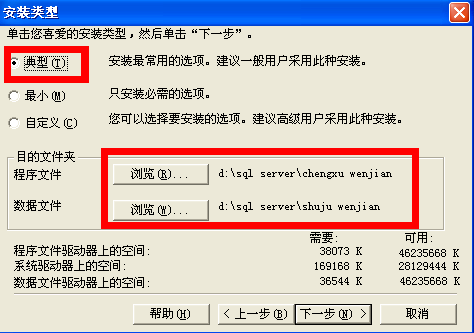 安装类型
单击您喜爱的安装类型,然后单击“下一步”。
典型(T) 安装最常用的选项。建议一般用户采用此种安装。
最小(M) 只安装必需的选项。
自定义(C) 您可以选择要安装的选项。建议高级用户采用此种安装。
目的文件夹
程序文件 浏览(R)... d:\sql server\chengxu wenjian
数据文件 浏览(W)... d:\sql server\shuju wenjian
需要: 可用:
程序文件驱动器上的空间: 38073 K 46235668 K
系统驱动器上的空间: 169168 K 28129444 K
数据文件驱动器上的空间: 36544 K 46235668 K
帮助(H) < 上一步(B) 下一步(N) > 取消